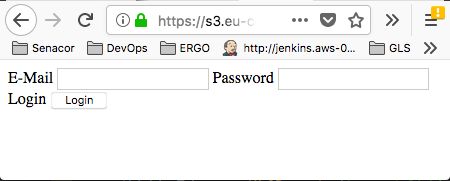 https://s3.eu-c
Senacor DevOps ERGO http://jenkins.aws-0... GLS
E-Mail Password
Login Login